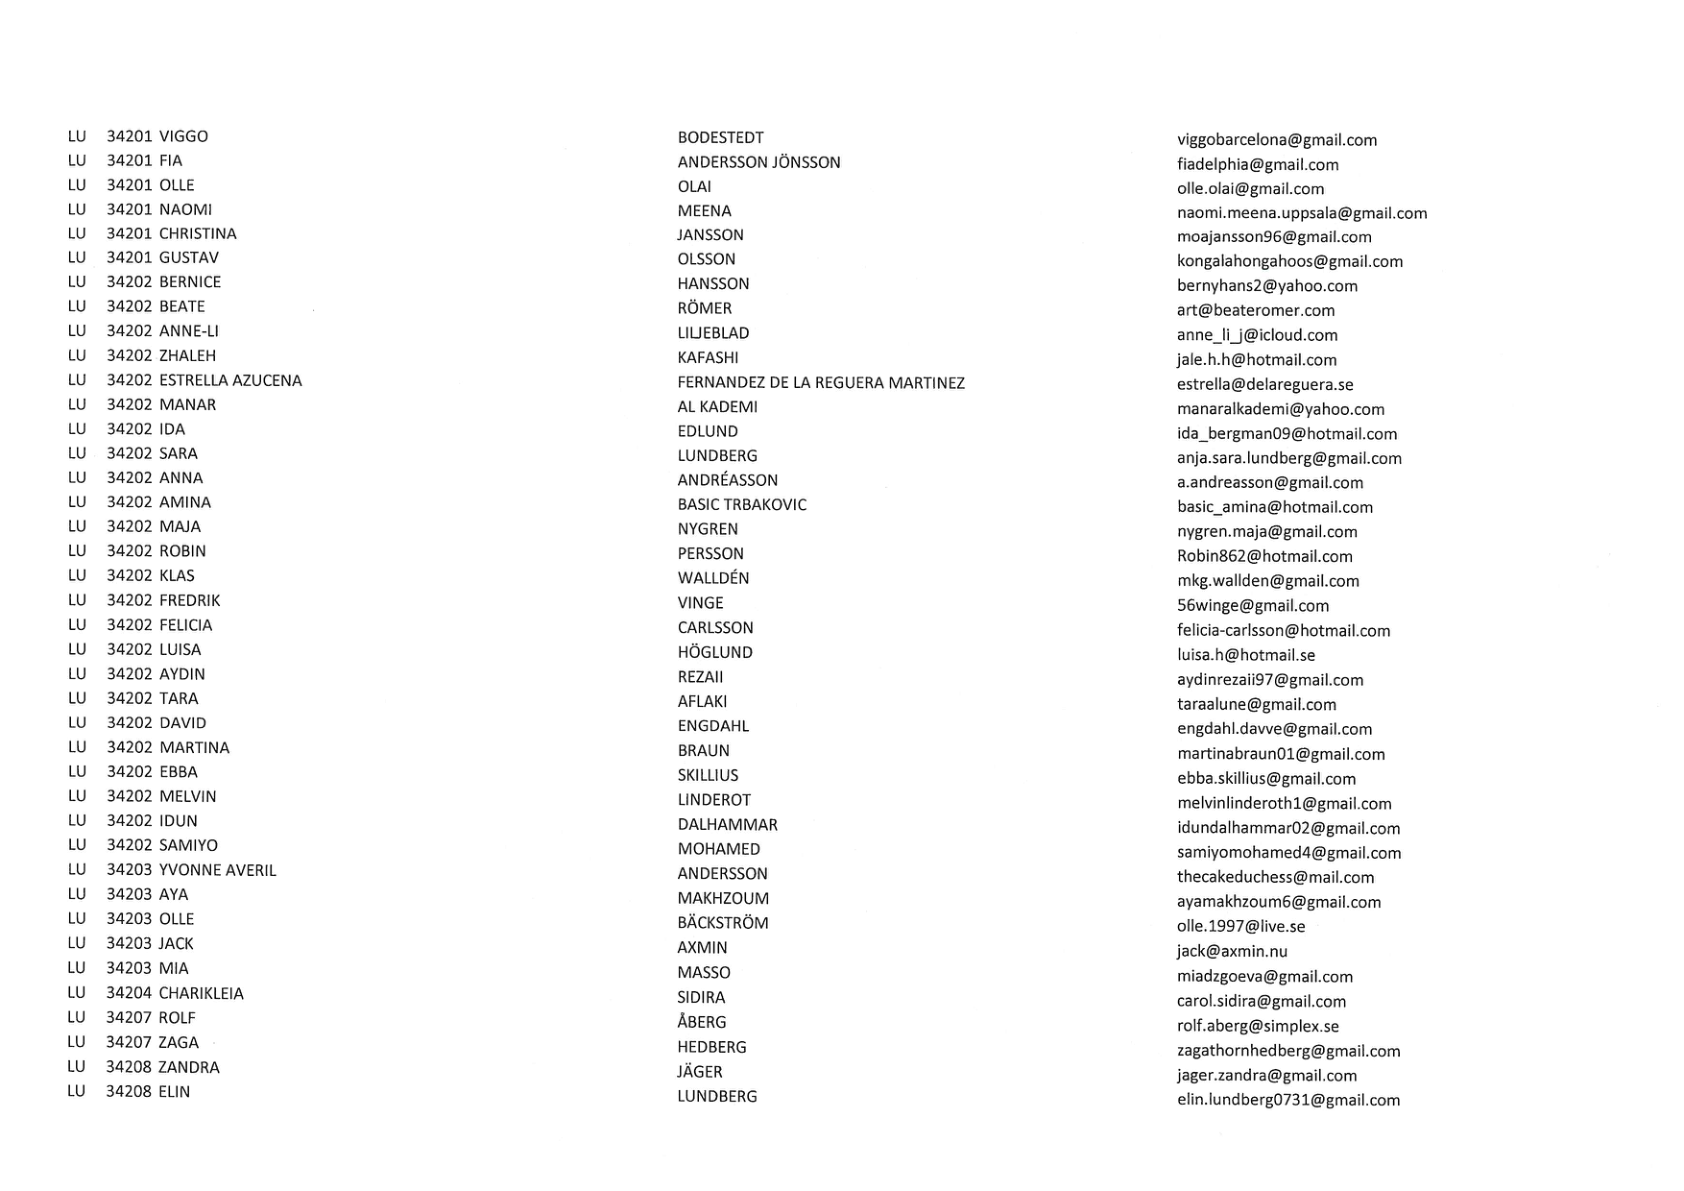 LU 34201 VIGGO BODESTEDT viggobarcelona@gmail.com
LU 34201 FIA ANDERSSON JÖNSSON fiadelphia@gmail.com
LU 34201 OLLE OLAI olle.olai@gmail.com
LU 34201 NAOMI MEENA naomi.meena.uppsala@gmail.com
LU 34201 CHRISTINA JANSSON moajansson96@gmail.com
LU 34201 GUSTAV OLSSON kongalahongahoos@gmail.com
LU 34202 BERNICE HANSSON bernyhans2@yahoo.com
LU 34202 BEATE RÖMER art@beateromer.com
LU 34202 ANNE-LI LILJEBLAD anne_li_j@icloud.com
LU 34202 ZHALEH KAFASHI jale.h.h@hotmail.com
LU 34202 ESTRELLA AZUCENA FERNANDEZ DE LA REGUERA MARTINEZ estrella@delareguera.se
LU 34202 MANAR AL KADEMI manaralkademi@yahoo.com
LU 34202 IDA EDLUND ida_bergman09@hotmail.com
LU 34202 SARA LUNDBERG anja.sara.lundberg@gmail.com
LU 34202 ANNA ANDRÉASSON a.andreasson@gmail.com
LU 34202 AMINA BASIC TRBAKOVIC basic_amina@hotmail.com
LU 34202 MAJA NYGREN nygren.maja@gmail.com
LU 34202 ROBIN PERSSON Robin862@hotmail.com
LU 34202 KLAS WALLDÉN mkg.wallden@gmail.com
LU 34202 FREDRIK VINGE 56winge@gmail.com
LU 34202 FELICIA CARLSSON felicia-carlsson@hotmail.com
LU 34202 LUISA HÖGLUND luisa.h@hotmail.se
LU 34202 AYDIN REZAII aydinrezaii97@gmail.com
LU 34202 TARA AFLAKI taraalune@gmail.com
LU 34202 DAVID ENGDAHL engdahl.davve@gmail.com
LU 34202 MARTINA BRAUN martinabraun01@gmail.com
LU 34202 EBBA SKILLIUS ebba.skillius@gmail.com
LU 34202 MELVIN LINDEROT melvinlinderoth1@gmail.com
LU 34202 IDUN DALHAMMAR idundalhammar02@gmail.com
LU 34202 SAMIYO MOHAMED samiyomohamed4@gmail.com
LU 34203 YVONNE AVERIL ANDERSSON thecakeduchess@mail.com
LU 34203 AYA MAKHZOUM ayamakhzoum6@gmail.com
LU 34203 OLLE BÄCKSTRÖM olle.1997@live.se
LU 34203 JACK AXMIN jack@axmin.nu
LU 34203 MIA MASSO miadzgoeva@gmail.com
LU 34204 CHARIKLEIA SIDIRA carol.sidira@gmail.com
LU 34207 ROLF ÅBERG rolf.aberg@simplex.se
LU 34207 ZAGA HEDBERG zagathornhedberg@gmail.com
LU 34208 ZANDRA JÄGER jager.zandra@gmail.com
LU 34208 ELIN LUNDBERG elin.lundberg0731@gmail.com